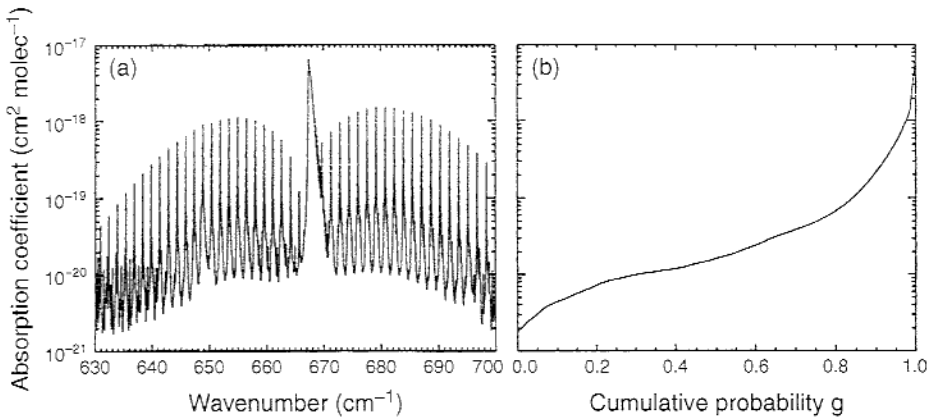 Absorption coefficient (cm² molec⁻¹)
10⁻¹⁷
10⁻¹⁸
10⁻¹⁹
10⁻²⁰
10⁻²¹
(a)
630 640 650 660 670 680 690 700
Wavenumber (cm⁻¹)
(b)
0.0 0.2 0.4 0.6 0.8 1.0
Cumulative probability g